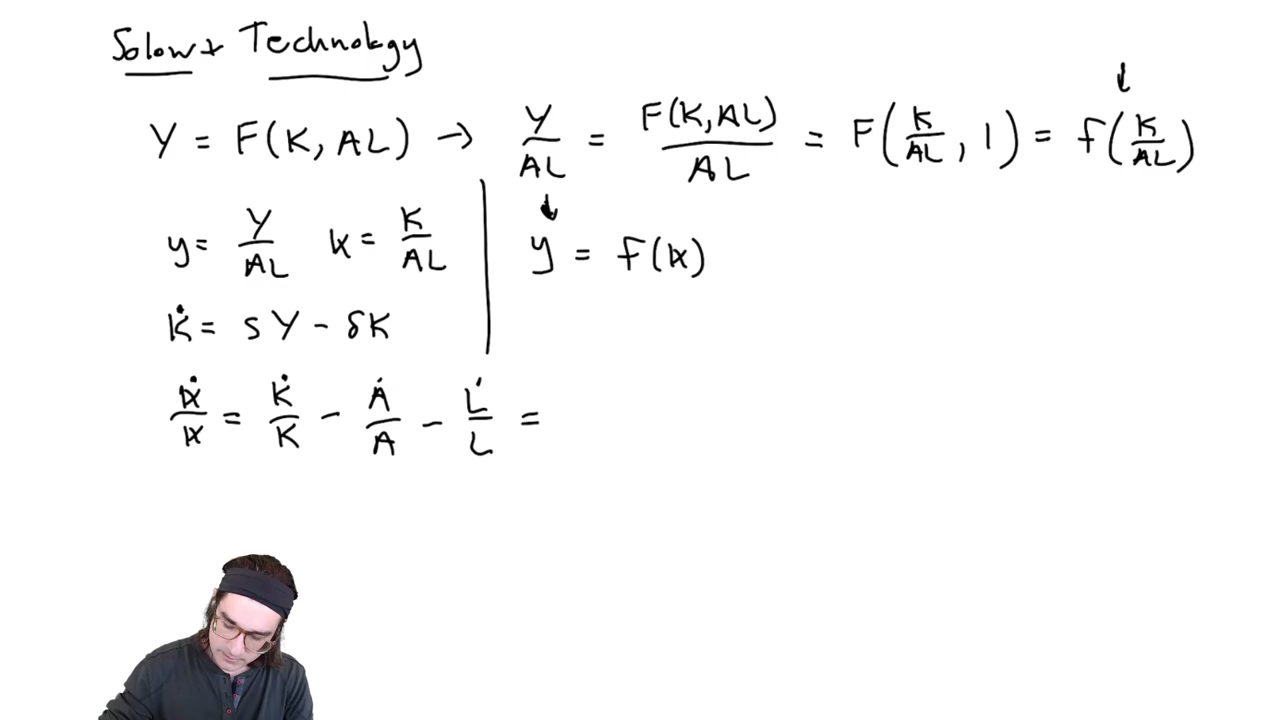 Solow + Technology
Y = F(K, AL) → Y/AL = F(K, AL)/AL = F(K/AL, 1) = f(K/AL)
y = Y/AL k = K/AL y = f(k)
K̇ = sY - δK
k̇/k = K̇/K - Ȧ/A - L̇/L =